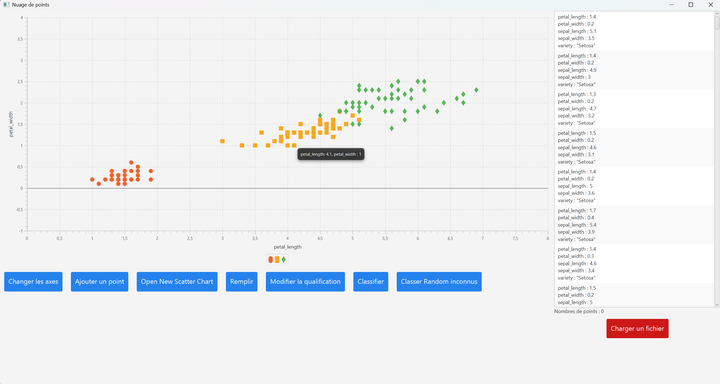 Nuage de points
4
3,5
3
2,5
2
1,5
1
0,5
0
-0,5
-1
petal_width
petal_length: 4.1, petal_width : 1
0
0,5
1
1,5
2
2,5
3
3,5
4
4,5
5
5,5
6
6,5
7
7,5
8
petal_length
Changer les axes
Ajouter un point
Open New Scatter Chart
Remplir
Modifier la qualification
Classifier
Classer Random inconnus
petal_length : 1.4
petal_width : 0.2
sepal_length : 5.1
sepal_width : 3.5
variety : "Setosa"
petal_length : 1.4
petal_width : 0.2
sepal_length : 4.9
sepal_width : 3
variety : "Setosa"
petal_length : 1.3
petal_width : 0.2
sepal_length : 4.7
sepal_width : 3.2
variety : "Setosa"
petal_length : 1.5
petal_width : 0.2
sepal_length : 4.6
sepal_width : 3.1
variety : "Setosa"
petal_length : 1.4
petal_width : 0.2
sepal_length : 5
sepal_width : 3.6
variety : "Setosa"
petal_length : 1.7
petal_width : 0.4
sepal_length : 5.4
sepal_width : 3.9
variety : "Setosa"
petal_length : 1.4
petal_width : 0.3
sepal_length : 4.6
sepal_width : 3.4
variety : "Setosa"
petal_length : 1.5
petal_width : 0.2
sepal_length : 5
Nombres de points : 0
Charger un fichier